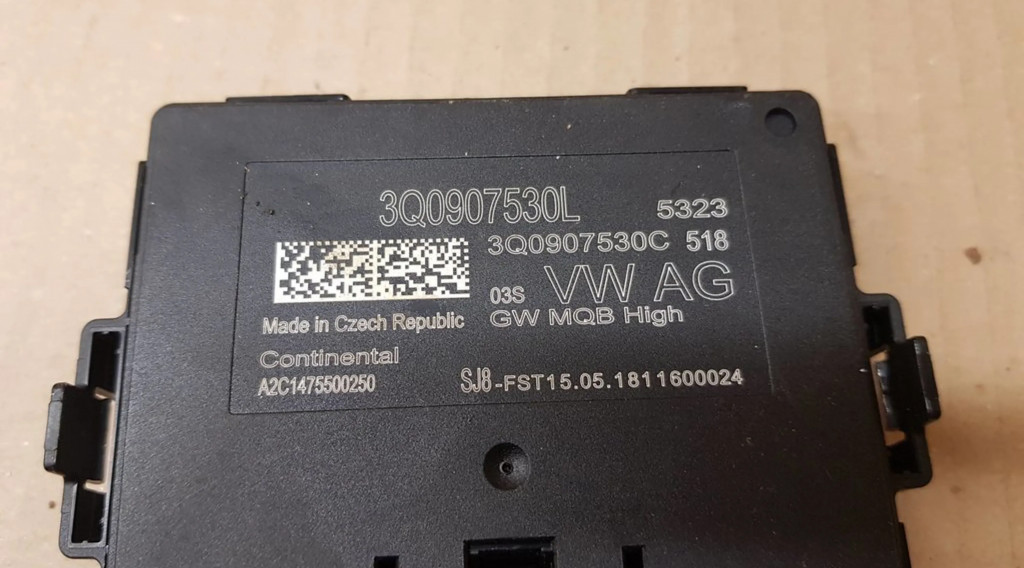 3Q0907530L 5323
3Q0907530C 518
03S VW AG
GW MQB High
Made in Czech Republic
Continental
A2C1475500250 SJ8-FST15.05.1811600024